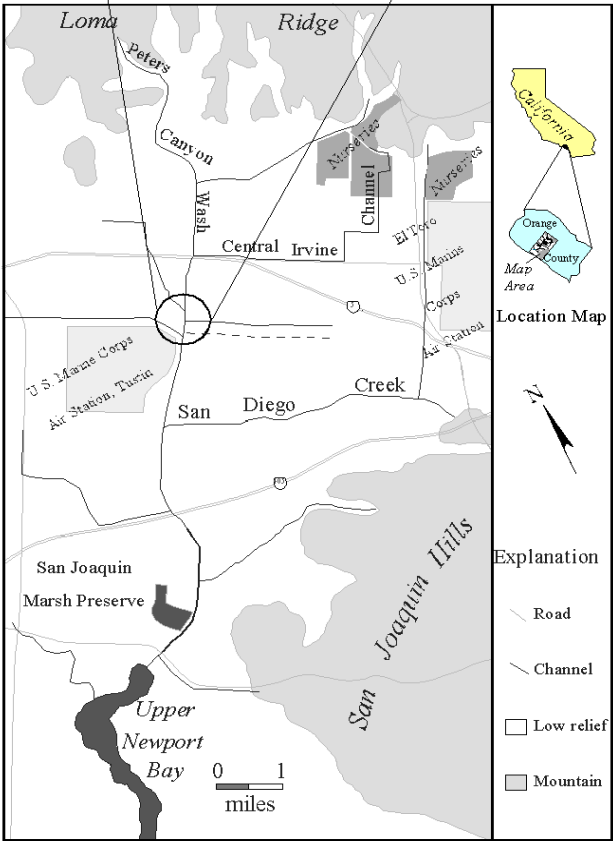 Loma Ridge
Peters
Canyon
Wash
Nurseries
Channel
Nurseries
Central Irvine
El Toro
U.S. Marine
Corps
Air Station
5
U.S. Marine Corps
Air Station, Tustin
San Diego Creek
405
San Joaquin
Marsh Preserve
San Joaquin Hills
Upper
Newport
Bay
0 1
miles
California
Orange
County
Map
Area
Location Map
N
Explanation
Road
Channel
Low relief
Mountain